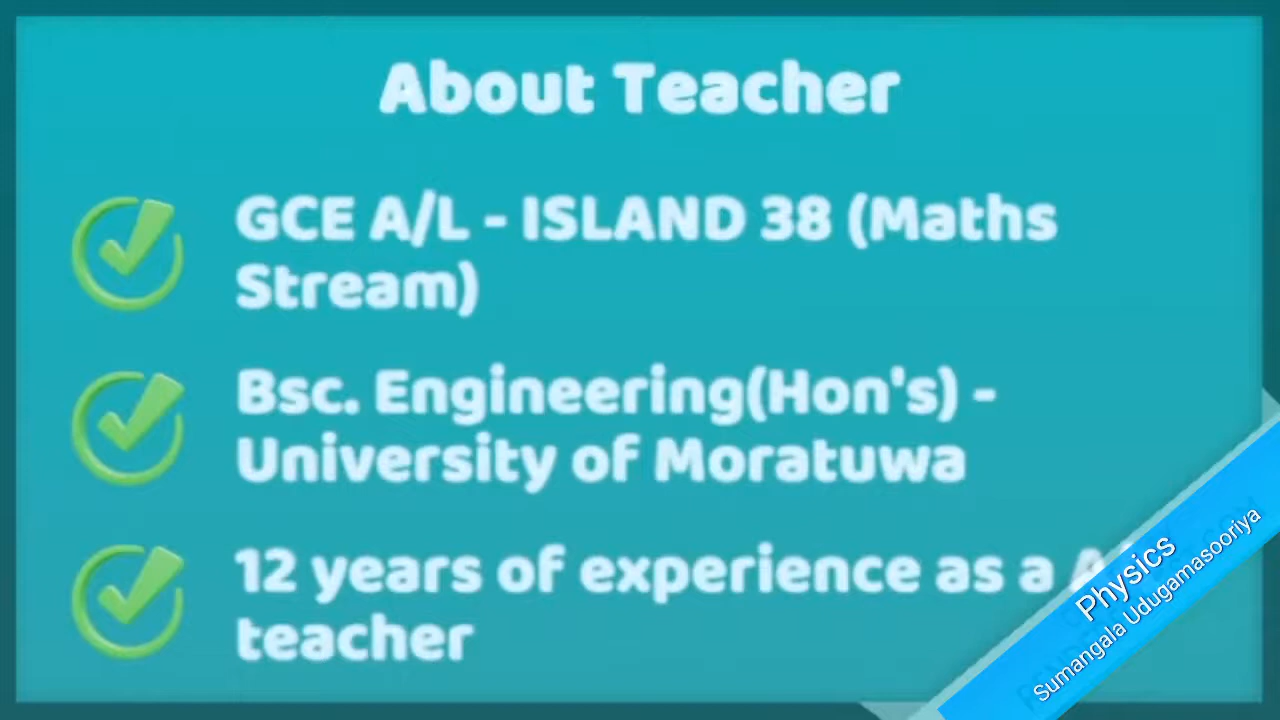 About Teacher
GCE A/L - ISLAND 38 (Maths
Stream)
Bsc. Engineering(Hon's) -
University of Moratuwa
12 years of experience as a
teacher
Physics
Sumangala Udugamasooriya